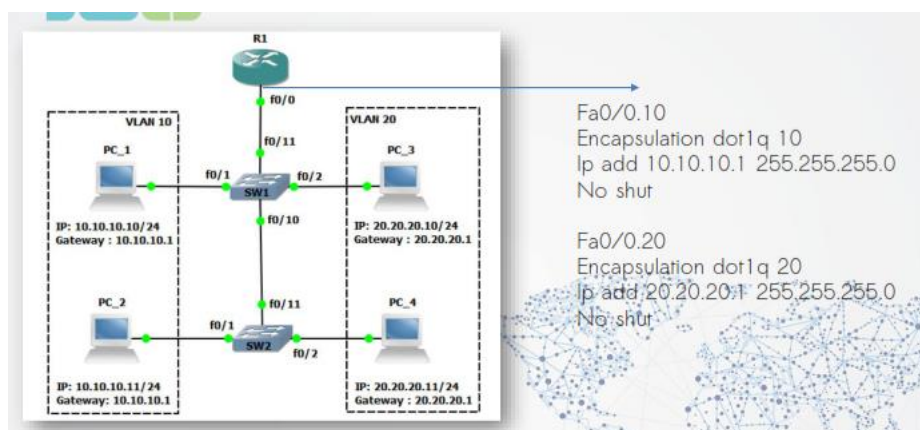 R1
f0/0
VLAN 10
VLAN 20
f0/11
PC_1
PC_3
f0/1
f0/2
SW1
IP: 10.10.10.10/24
Gateway : 10.10.10.1
f0/10
IP: 20.20.20.10/24
Gateway : 20.20.20.1
PC_2
PC_4
f0/11
f0/1
SW2
f0/2
IP: 10.10.10.11/24
Gateway: 10.10.10.1
IP: 20.20.20.11/24
Gateway: 20.20.20.1
Fa0/0.10
Encapsulation dot1q 10
Ip add 10.10.10.1 255.255.255.0
No shut
Fa0/0.20
Encapsulation dot1q 20
Ip add 20.20.20.1 255.255.255.0
No shut